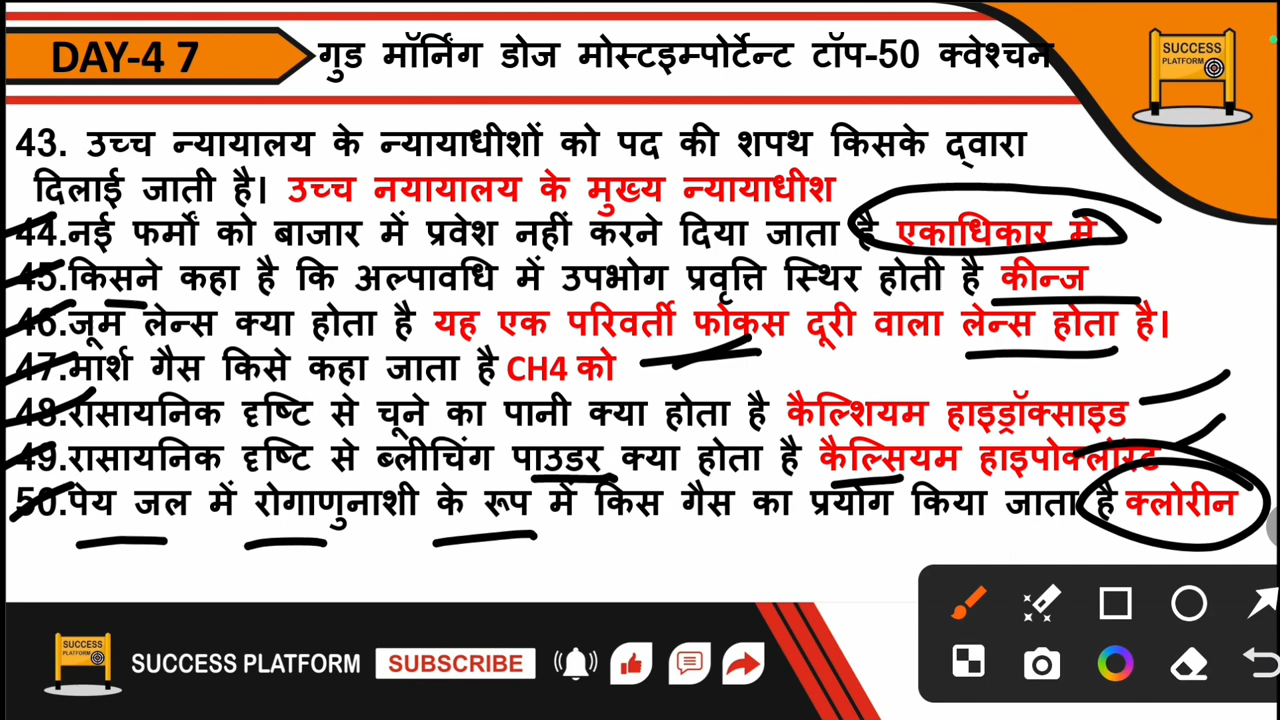 DAY-4 7
गुड मॉर्निंग डोज मोस्टइम्पोर्टेन्ट टॉप-50 क्वेश्चन
SUCCESS
PLATFORM
43. उच्च न्यायालय के न्यायाधीशों को पद की शपथ किसके द्वारा
दिलाई जाती है। उच्च नयायालय के मुख्य न्यायाधीश
44.नई फर्मों को बाजार में प्रवेश नहीं करने दिया जाता है एकाधिकार में
45.किसने कहा है कि अल्पावधि में उपभोग प्रवृत्ति स्थिर होती है कीन्ज
46.जूम लेन्स क्या होता है यह एक परिवर्ती फोकस दूरी वाला लेन्स होता है।
47.मार्श गैस किसे कहा जाता है CH4 को
48.रासायनिक दृष्टि से चूने का पानी क्या होता है कैल्शियम हाइड्रॉक्साइड
49.रासायनिक दृष्टि से ब्लीचिंग पाउडर क्या होता है कैल्सियम हाइपोक्लोराइट
50.पेय जल में रोगाणुनाशी के रूप में किस गैस का प्रयोग किया जाता है क्लोरीन
SUCCESS
PLATFORM
SUCCESS PLATFORM
SUBSCRIBE